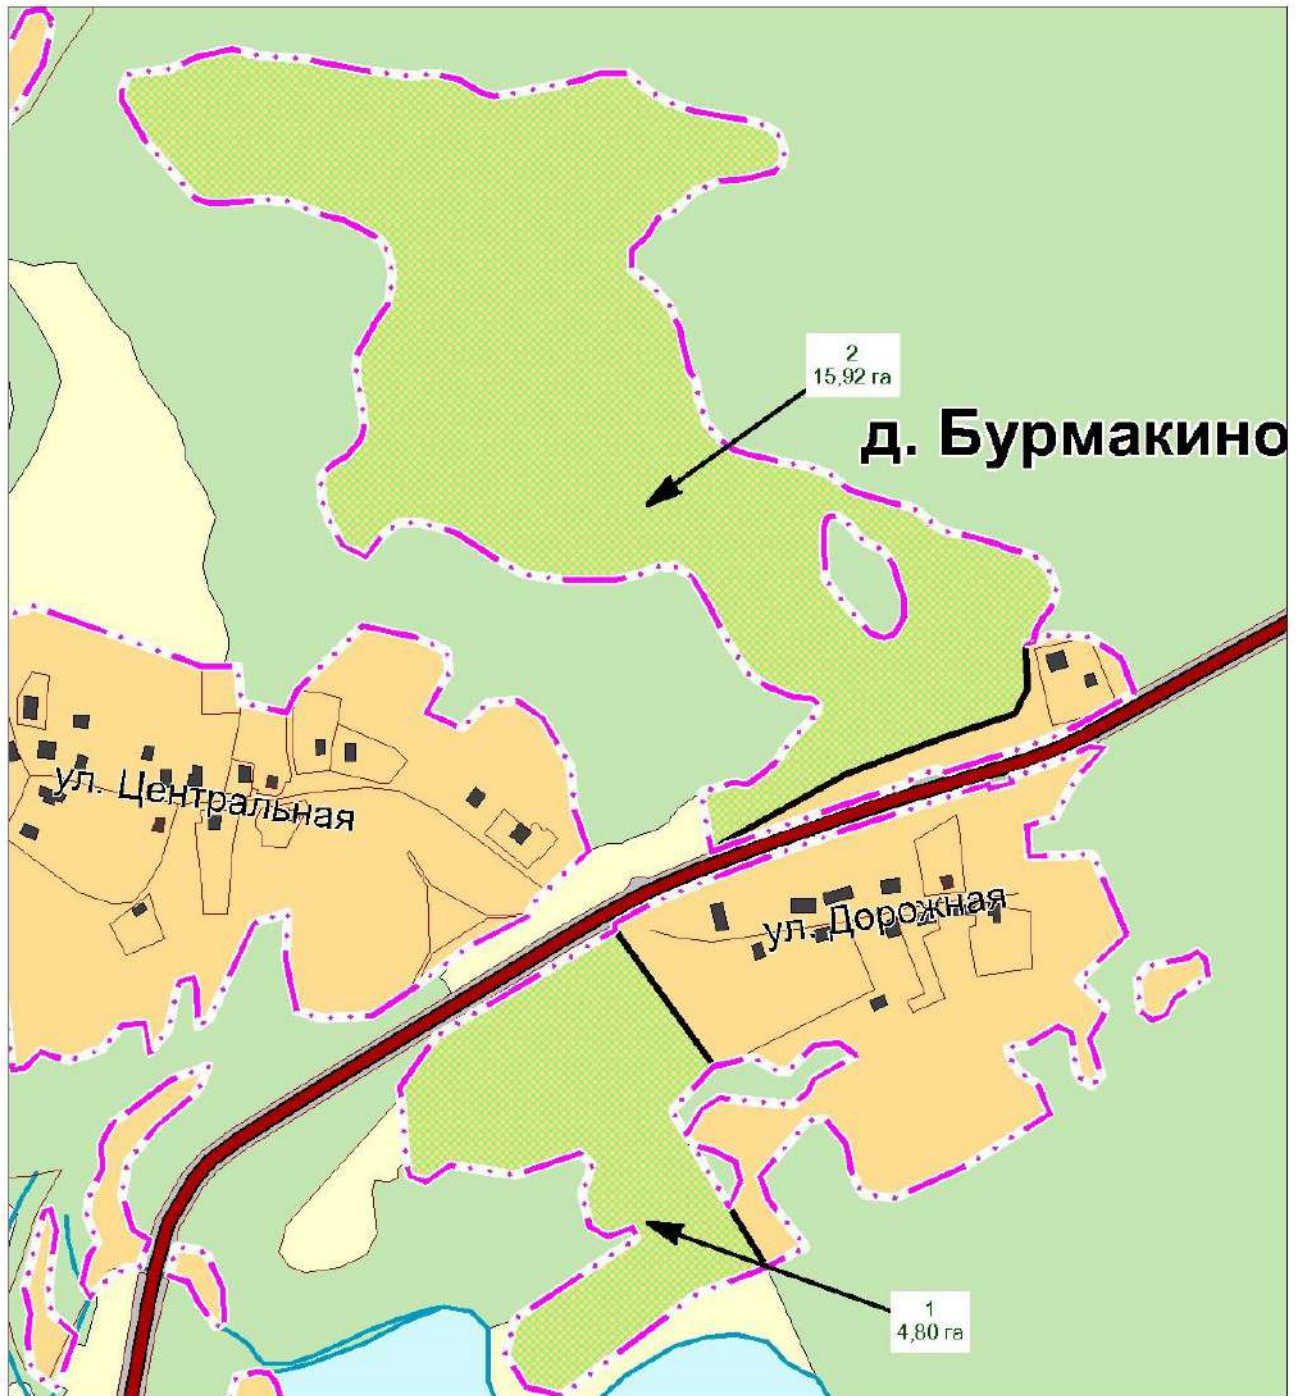 2
15,92 га
д. Бурмакино
ул. Центральная
ул. Дорожная
1
4,80 га